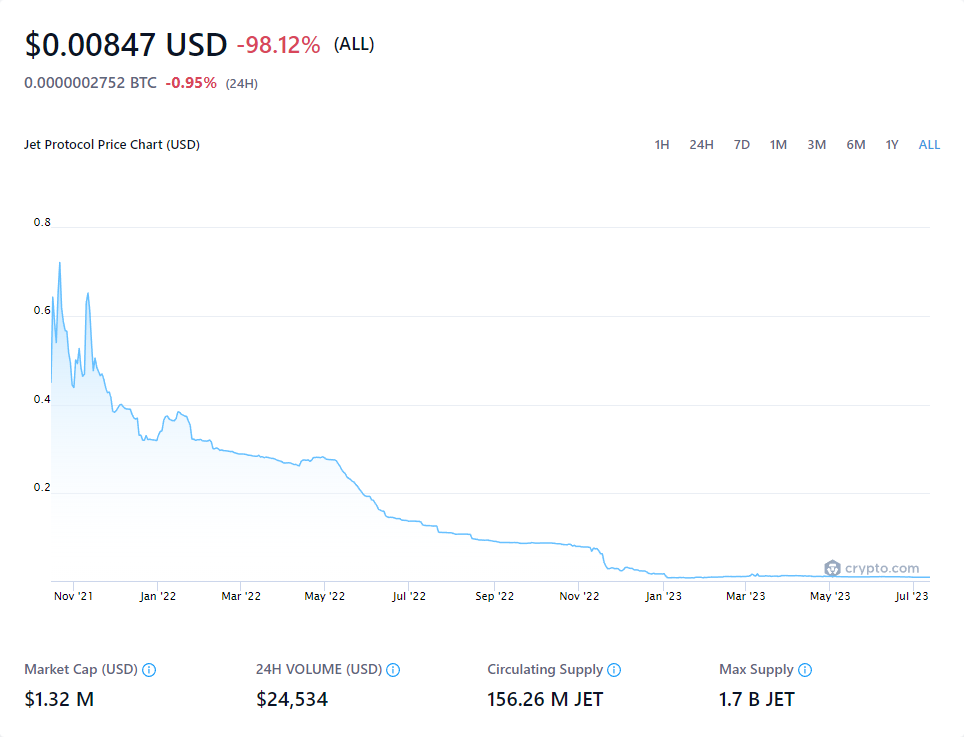 $0.00847 USD -98.12% (ALL)
0.0000002752 BTC -0.95% (24H)
Jet Protocol Price Chart (USD) 1H 24H 7D 1M 3M 6M 1Y ALL
0.8
0.6
0.4
0.2
crypto.com
Nov '21 Jan '22 Mar '22 May '22 Jul '22 Sep '22 Nov '22 Jan '23 Mar '23 May '23 Jul '23
Market Cap (USD) 24H VOLUME (USD) Circulating Supply Max Supply
$1.32 M $24,534 156.26 M JET 1.7 B JET